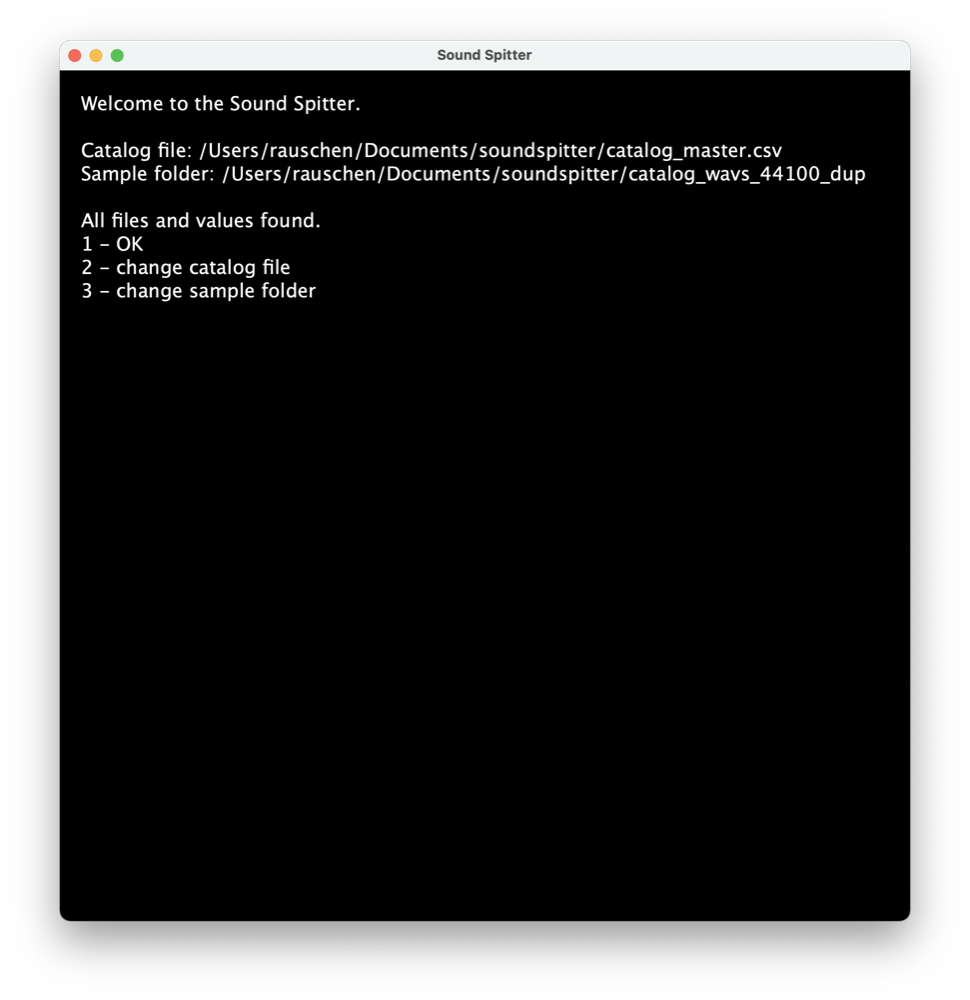 Sound Spitter
Welcome to the Sound Spitter.
Catalog file: /Users/rauschen/Documents/soundspitter/catalog_master.csv
Sample folder: /Users/rauschen/Documents/soundspitter/catalog_wavs_44100_dup
All files and values found.
1 – OK
2 – change catalog file
3 – change sample folder